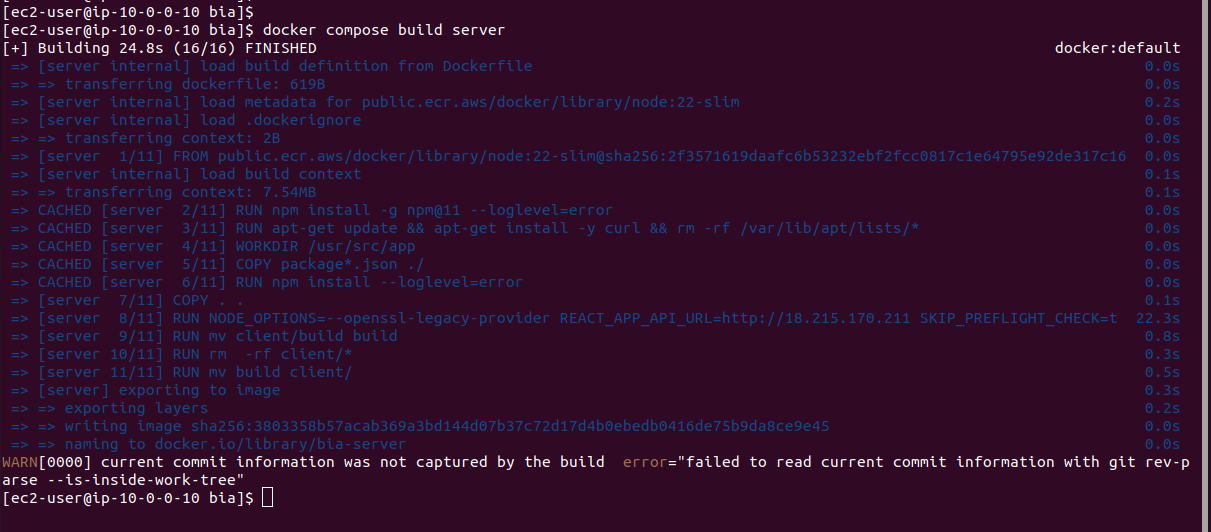 [ec2-user@ip-10-0-0-10 bia]$
[ec2-user@ip-10-0-0-10 bia]$ docker compose build server
[+] Building 24.8s (16/16) FINISHED docker:default
=> [server internal] load build definition from Dockerfile 0.0s
=> => transferring dockerfile: 619B 0.0s
=> [server internal] load metadata for public.ecr.aws/docker/library/node:22-slim 0.2s
=> [server internal] load .dockerignore 0.0s
=> => transferring context: 2B 0.0s
=> [server  1/11] FROM public.ecr.aws/docker/library/node:22-slim@sha256:2f3571619daafc6b53232ebf2fcc0817c1e64795e92de317c16 0.0s
=> [server internal] load build context 0.1s
=> => transferring context: 7.54MB 0.1s
=> CACHED [server  2/11] RUN npm install -g npm@11 --loglevel=error 0.0s
=> CACHED [server  3/11] RUN apt-get update && apt-get install -y curl && rm -rf /var/lib/apt/lists/* 0.0s
=> CACHED [server  4/11] WORKDIR /usr/src/app 0.0s
=> CACHED [server  5/11] COPY package*.json ./ 0.0s
=> CACHED [server  6/11] RUN npm install --loglevel=error 0.0s
=> [server  7/11] COPY . . 0.1s
=> [server  8/11] RUN NODE_OPTIONS=--openssl-legacy-provider REACT_APP_API_URL=http://18.215.170.211 SKIP_PREFLIGHT_CHECK=t 22.3s
=> [server  9/11] RUN mv client/build build 0.8s
=> [server 10/11] RUN rm  -rf client/* 0.3s
=> [server 11/11] RUN mv build client/ 0.5s
=> [server] exporting to image 0.3s
=> => exporting layers 0.2s
=> => writing image sha256:3803358b57acab369a3bd144d07b37c72d17d4b0ebedb0416de75b9da8ce9e45 0.0s
=> => naming to docker.io/library/bia-server 0.0s
WARN[0000] current commit information was not captured by the build  error="failed to read current commit information with git rev-p
arse --is-inside-work-tree"
[ec2-user@ip-10-0-0-10 bia]$